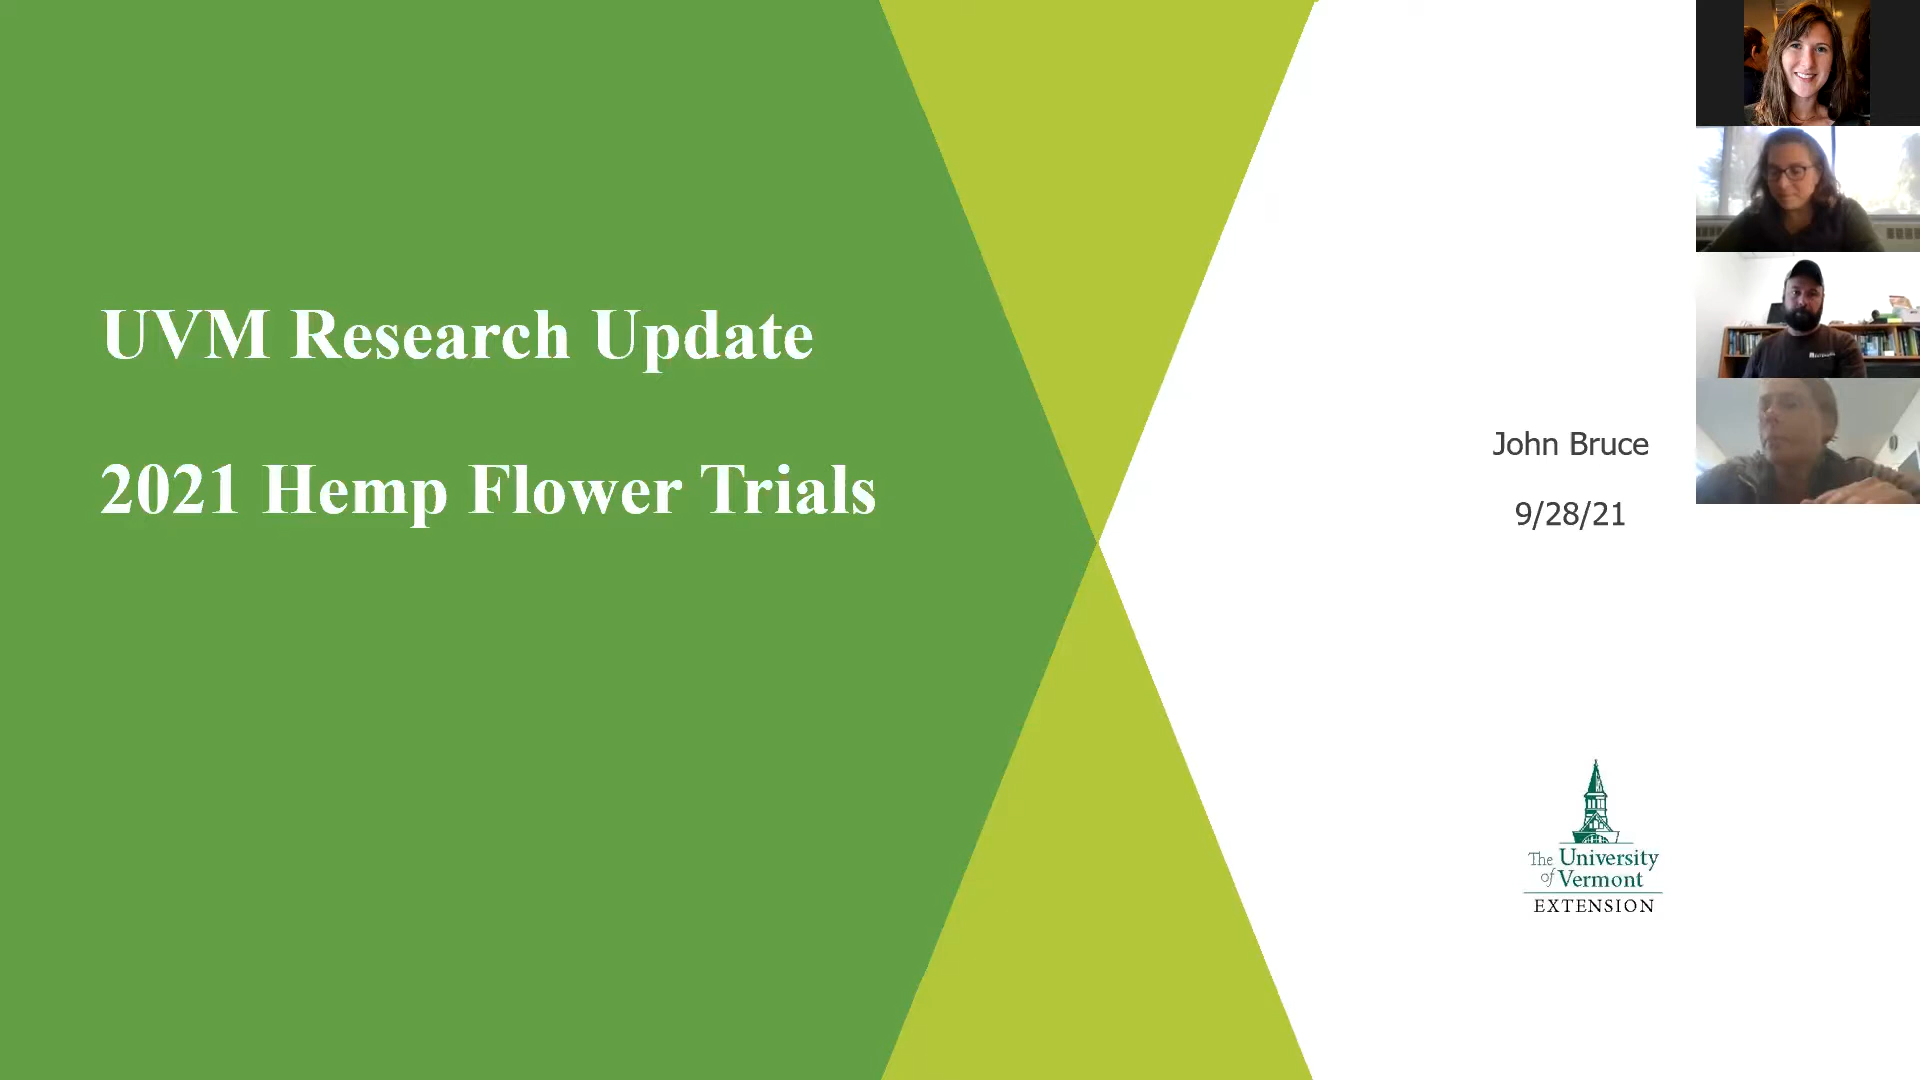 UVM Research Update
2021 Hemp Flower Trials
John Bruce
9/28/21
The University
of Vermont
EXTENSION